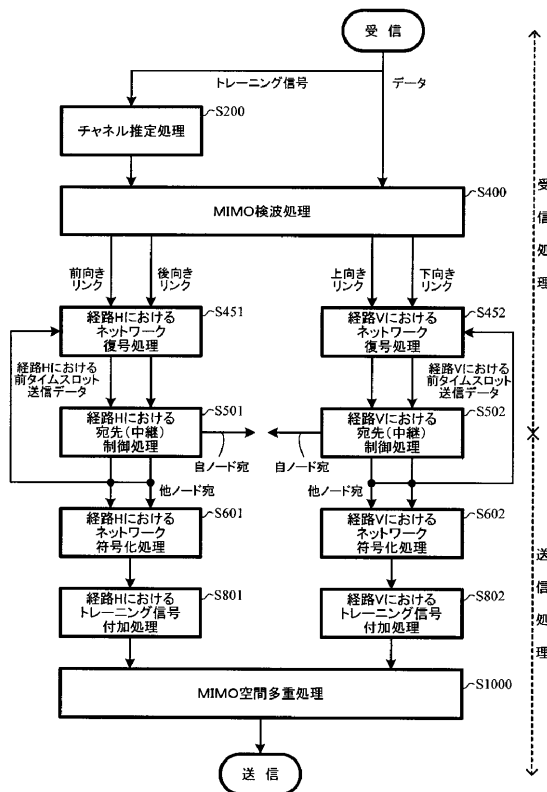 受 信
トレーニング信号
データ
S200
チャネル推定処理
S400
MIMO検波処理
前向き
リンク
後向き
リンク
上向き
リンク
下向き
リンク
S451
経路Hにおける
ネットワーク
復号処理
S452
経路Vにおける
ネットワーク
復号処理
経路Hにおける
前タイムスロット
送信データ
経路Vにおける
前タイムスロット
送信データ
S501
経路Hにおける
宛先(中継)
制御処理
S502
経路Vにおける
宛先(中継)
制御処理
自ノード宛
自ノード宛
他ノード宛
他ノード宛
S601
経路Hにおける
ネットワーク
符号化処理
S602
経路Vにおける
ネットワーク
符号化処理
S801
経路Hにおける
トレーニング信号
付加処理
S802
経路Vにおける
トレーニング信号
付加処理
S1000
MIMO空間多重処理
送 信
受信処理
送信処理